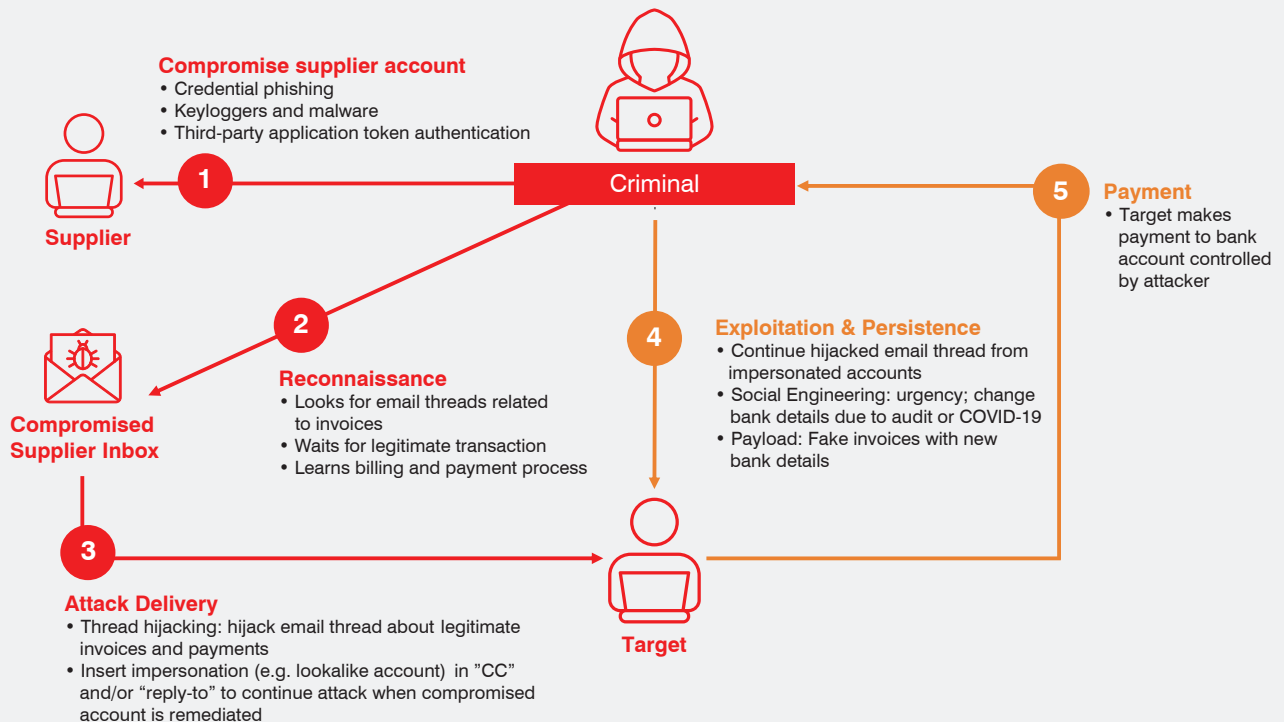 Compromise supplier account
• Credential phishing
• Keyloggers and malware
• Third-party application token authentication
1
Supplier
Criminal
5
Payment
• Target makes
payment to bank
account controlled
by attacker
2
Reconnaissance
• Looks for email threads related
to invoices
• Waits for legitimate transaction
• Learns billing and payment process
4
Exploitation & Persistence
• Continue hijacked email thread from
impersonated accounts
• Social Engineering: urgency; change
bank details due to audit or COVID-19
• Payload: Fake invoices with new
bank details
Compromised
Supplier Inbox
3
Attack Delivery
• Thread hijacking: hijack email thread about legitimate
invoices and payments
• Insert impersonation (e.g. lookalike account) in ”CC”
and/or “reply-to” to continue attack when compromised
account is remediated
Target